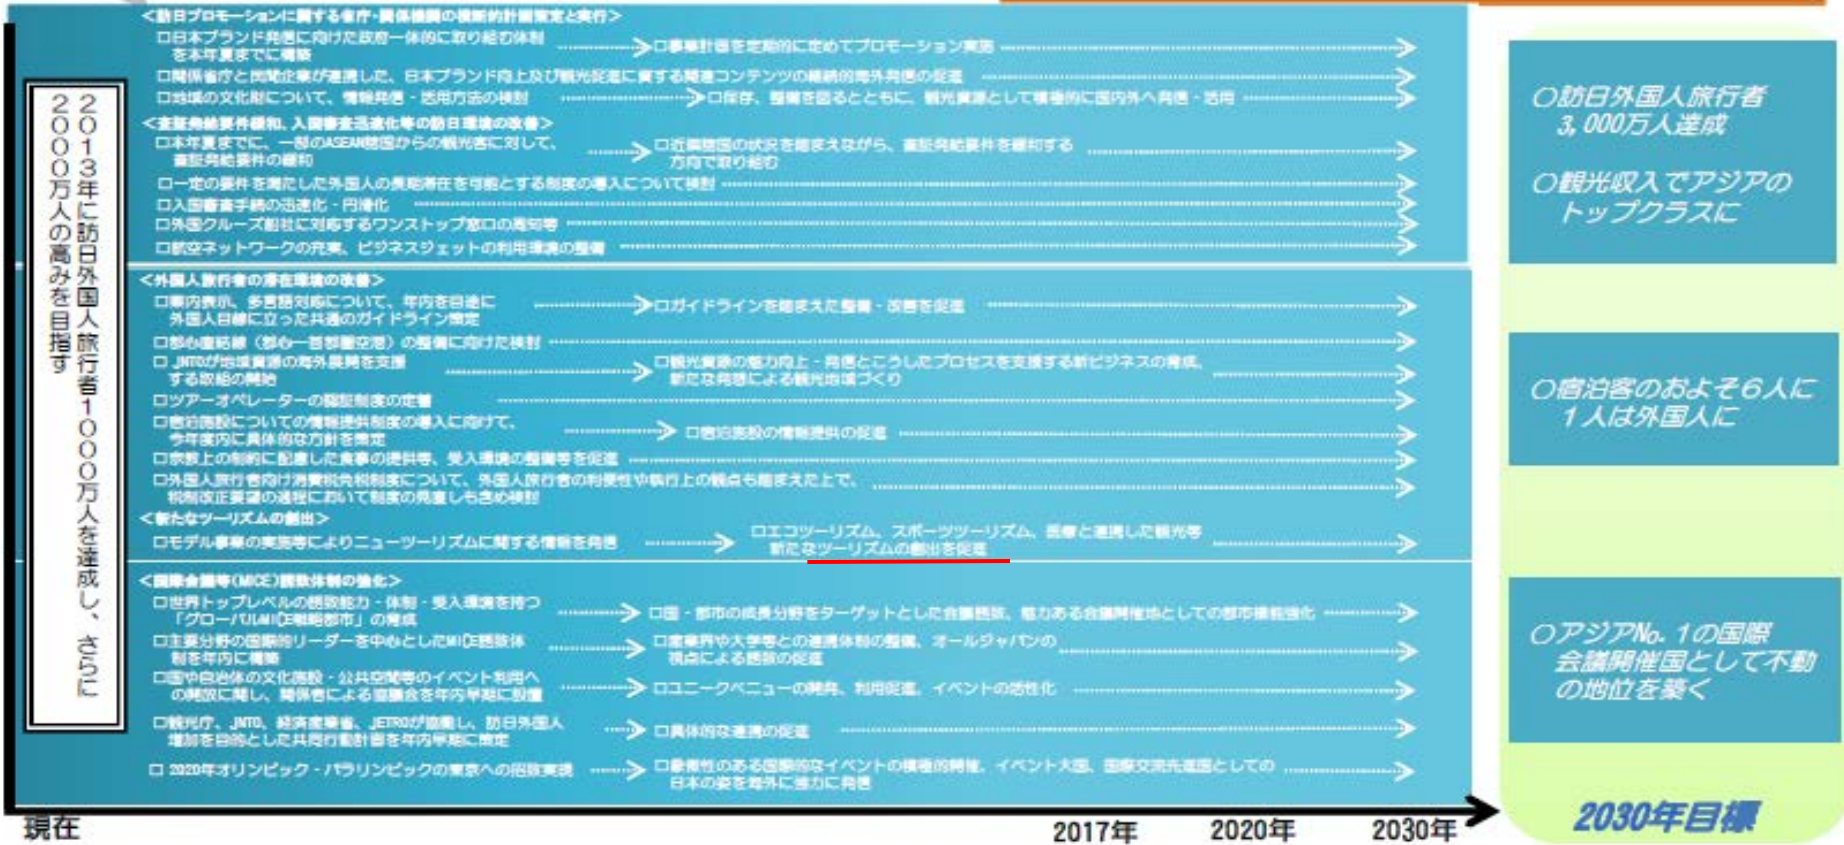 <訪日プロモーションに関する省庁・関係機関の横断的計画策定と実行>
□日本ブランド発信に向けた政府一体的に取り組む体制
を本年夏までに構築
□事業計画を定期的に定めてプロモーション実施
□関係省庁と民間企業が連携した、日本ブランド向上及び観光促進に資する関連コンテンツの継続的海外発信の促進
□地域の文化財について、情報発信・活用方法の検討
□保存、整備を図るとともに、観光資源として積極的に国内外へ発信・活用
<査証発給要件緩和、入国審査迅速化等の訪日環境の改善>
□本年夏までに、一部のASEAN諸国からの観光客に対して、
査証発給要件の緩和
□近隣諸国の状況を踏まえながら、査証発給要件を緩和する
方向で取り組む
□一定の要件を満たした外国人の長期滞在を可能とする制度の導入について検討
□入国審査手続の迅速化・円滑化
□外国クルーズ船社に対応するワンストップ窓口の周知等
□航空ネットワークの充実、ビジネスジェットの利用環境の整備
<外国人旅行者の滞在環境の改善>
□案内表示、多言語対応について、年内を目途に
外国人目線に立った共通のガイドライン策定
□ガイドラインを踏まえた整備・改善を促進
□都心直結線（都心ー首都圏空港）の整備に向けた検討
□ JNTOが地域資源の海外展開を支援
する取組の開始
□観光資源の魅力向上・発信とこうしたプロセスを支援する新ビジネスの育成、
新たな発想による観光地域づくり
□ツアーオペレーターの認証制度の定着
□宿泊施設についての情報提供制度の導入に向けて、
今年度内に具体的な方針を策定
□宿泊施設の情報提供の促進
□宗教上の制約に配慮した食事の提供等、受入環境の整備等を促進
□外国人旅行者向け消費税免税制度について、外国人旅行者の利便性や執行上の観点も踏まえた上で、
税制改正要望の過程において制度の見直しも含め検討
<新たなツーリズムの創出>
□モデル事業の実施等によりニューツーリズムに関する情報を発信
□エコツーリズム、スポーツツーリズム、医療と連携した観光等
新たなツーリズムの創出を促進
<国際会議等(MICE)誘致体制の強化>
□世界トップレベルの誘致能力・体制・受入環境を持つ
「グローバルMICE戦略都市」の育成
□国・都市の成長分野をターゲットとした会議誘致、魅力ある会議開催地としての都市機能強化
□主要分野の国際的リーダーを中心としたMICE誘致体
制を年内に構築
□産業界や大学等との連携体制の整備、オールジャパンの
視点による誘致の促進
□国や自治体の文化施設・公共空間等のイベント利用へ
の開放に関し、関係者による協議会を年内早期に設置
□ユニークベニューの開発、利用促進、イベントの活性化
□観光庁、JNTO、経済産業省、JETROが協働し、訪日外国人
増加を目的とした共同行動計画を年内早期に策定
□具体的な連携の促進
□ 2020年オリンピック・パラリンピックの東京への招致実現
□発信性のある国際的なイベントの積極的開催、イベント大国、国際交流先進国としての
日本の姿を海外に強力に発信
2013年に訪日外国人旅行者1000万人を達成し、さらに
2000万人の高みを目指す
○訪日外国人旅行者
3,000万人達成
○観光収入でアジアの
トップクラスに
○宿泊客のおよそ6人に
1人は外国人に
○アジアNo.1の国際
会議開催国として不動
の地位を築く
2030年目標
現在
2017年
2020年
2030年